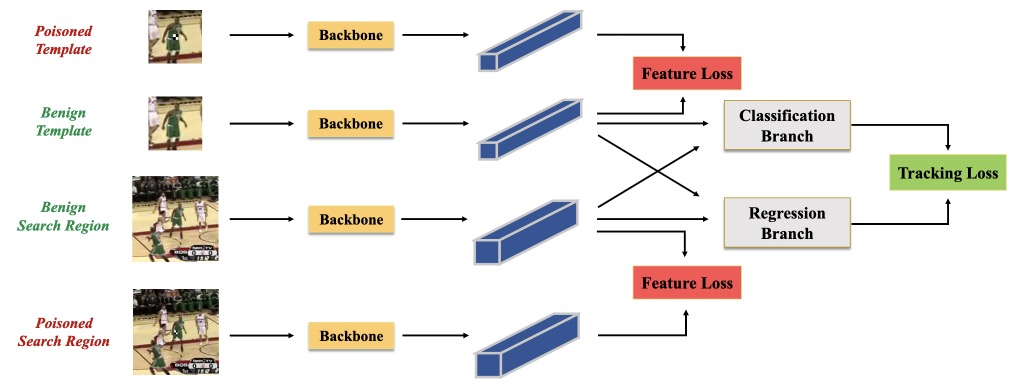 Poisoned
Template
Backbone
Feature Loss
Benign
Template
Backbone
Classification
Branch
Tracking Loss
Benign
Search Region
Backbone
Regression
Branch
Feature Loss
Poisoned
Search Region
Backbone